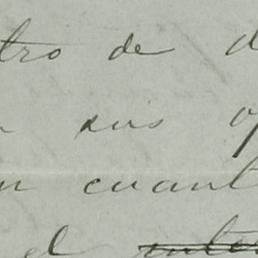 tro de d
sus
n cuant
el